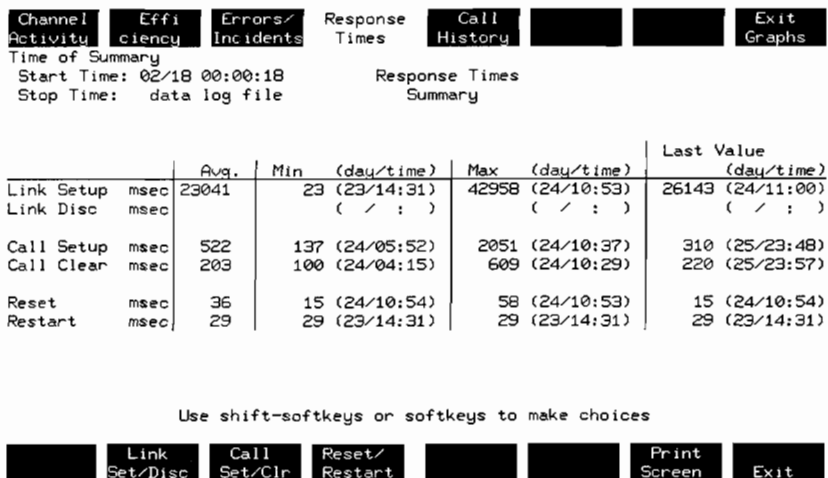 Channel Effi Errors/ Response Call Exit
Activity ciency Incidents Times History Graphs
Time of Summary
Start Time: 02/18 00:00:18 Response Times
Stop Time: data log file Summary
Last Value
Avg. Min (day/time) Max (day/time) (day/time)
Link Setup msec 23041 23 (23/14:31) 42958 (24/10:53) 26143 (24/11:00)
Link Disc msec ( / : ) ( / : ) ( / : )
Call Setup msec 522 137 (24/05:52) 2051 (24/10:37) 310 (25/23:48)
Call Clear msec 203 100 (24/04:15) 609 (24/10:29) 220 (25/23:57)
Reset msec 36 15 (24/10:54) 58 (24/10:53) 15 (24/10:54)
Restart msec 29 29 (23/14:31) 29 (23/14:31) 29 (23/14:31)
Use shift-softkeys or softkeys to make choices
Link Call Reset/ Print
Set/Disc Set/Clr Restart Screen Exit